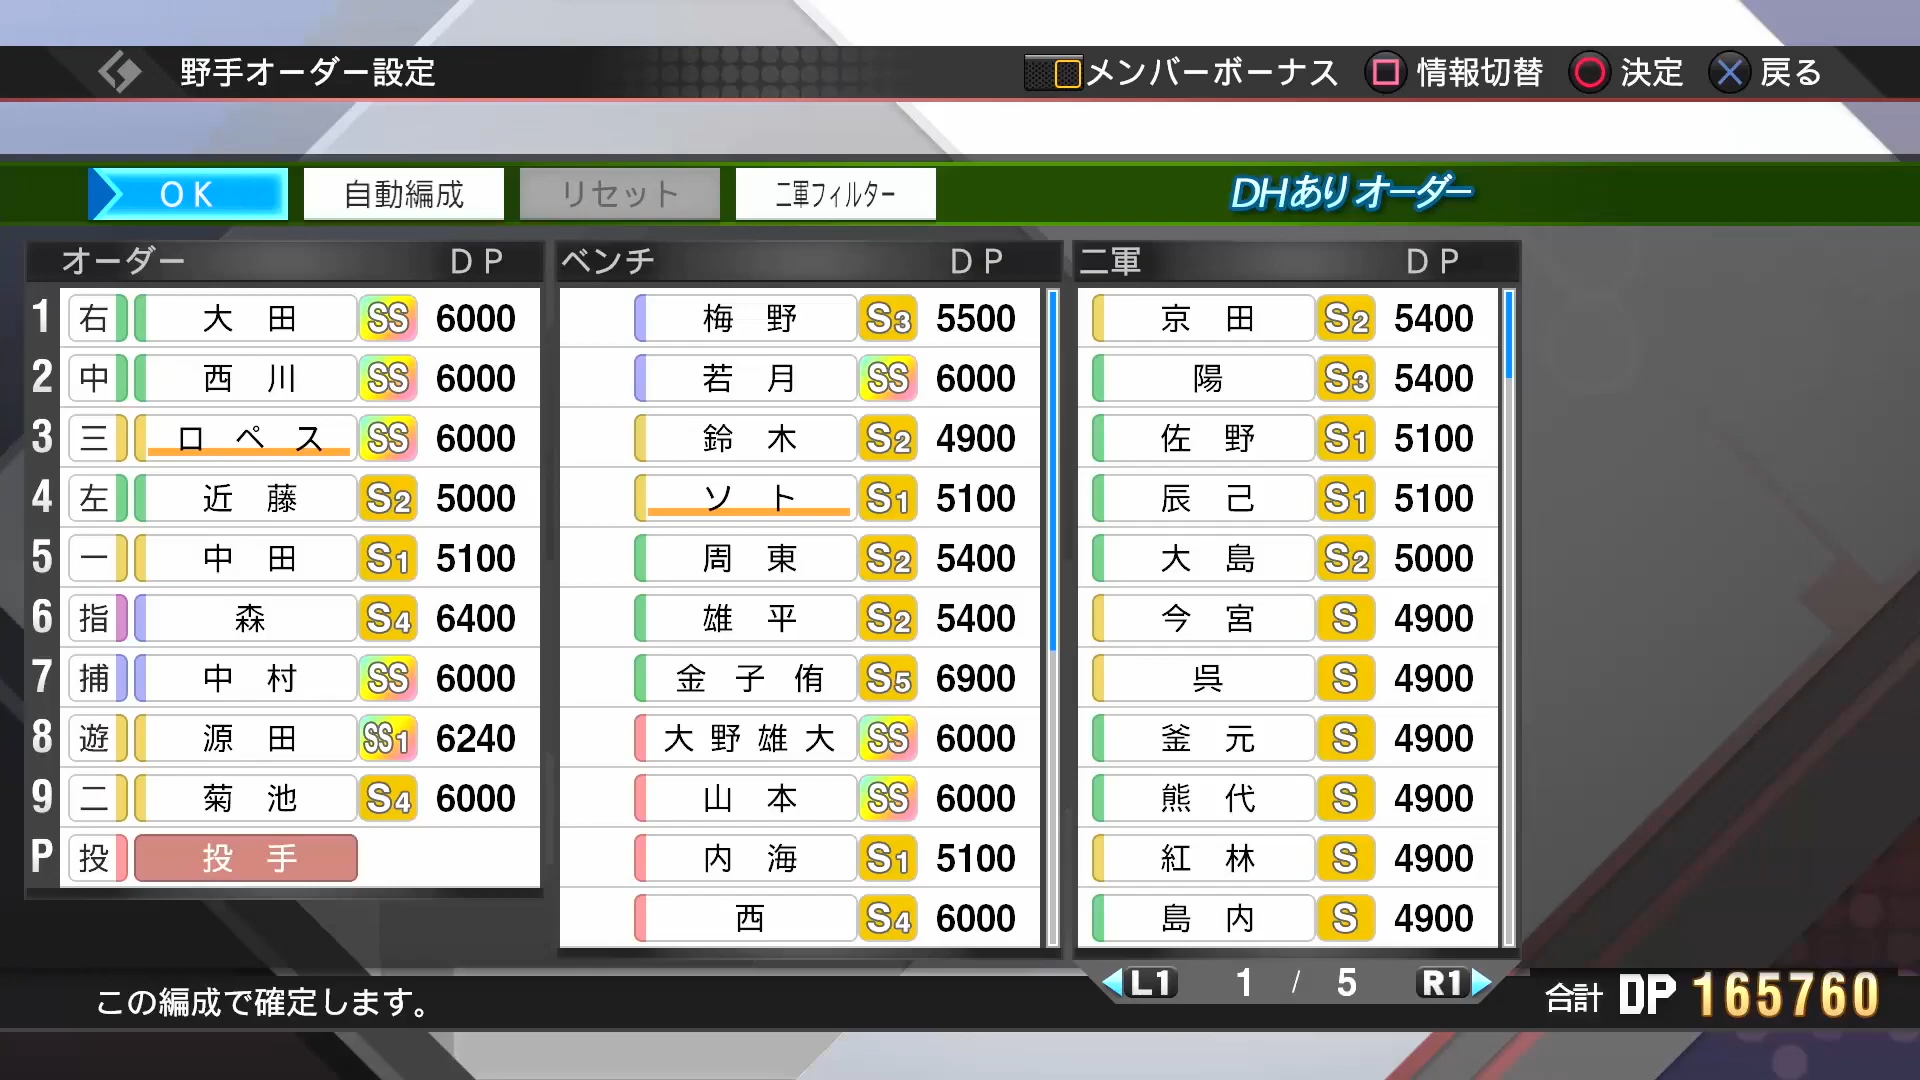 野手オーダー設定 メンバーボーナス 情報切替 決定 戻る
OK 自動編成 リセット 二軍フィルター DHありオーダー
オーダー DP
1 右 大田 SS 6000
2 中 西川 SS 6000
3 三 ロペス SS 6000
4 左 近藤 S2 5000
5 一 中田 S1 5100
6 指 森 S4 6400
7 捕 中村 SS 6000
8 遊 源田 SS1 6240
9 二 菊池 S4 6000
P 投 投手
ベンチ DP
梅野 S3 5500
若月 SS 6000
鈴木 S2 4900
ソト S1 5100
周東 S2 5400
雄平 S2 5400
金子侑 S5 6900
大野雄大 SS 6000
山本 SS 6000
内海 S1 5100
西 S4 6000
二軍 DP
京田 S2 5400
陽 S3 5400
佐野 S1 5100
辰己 S1 5100
大島 S2 5000
今宮 S 4900
呉 S 4900
釜元 S 4900
熊代 S 4900
紅林 S 4900
島内 S 4900
L1 1 / 5 R1
この編成で確定します。
合計 DP 165760